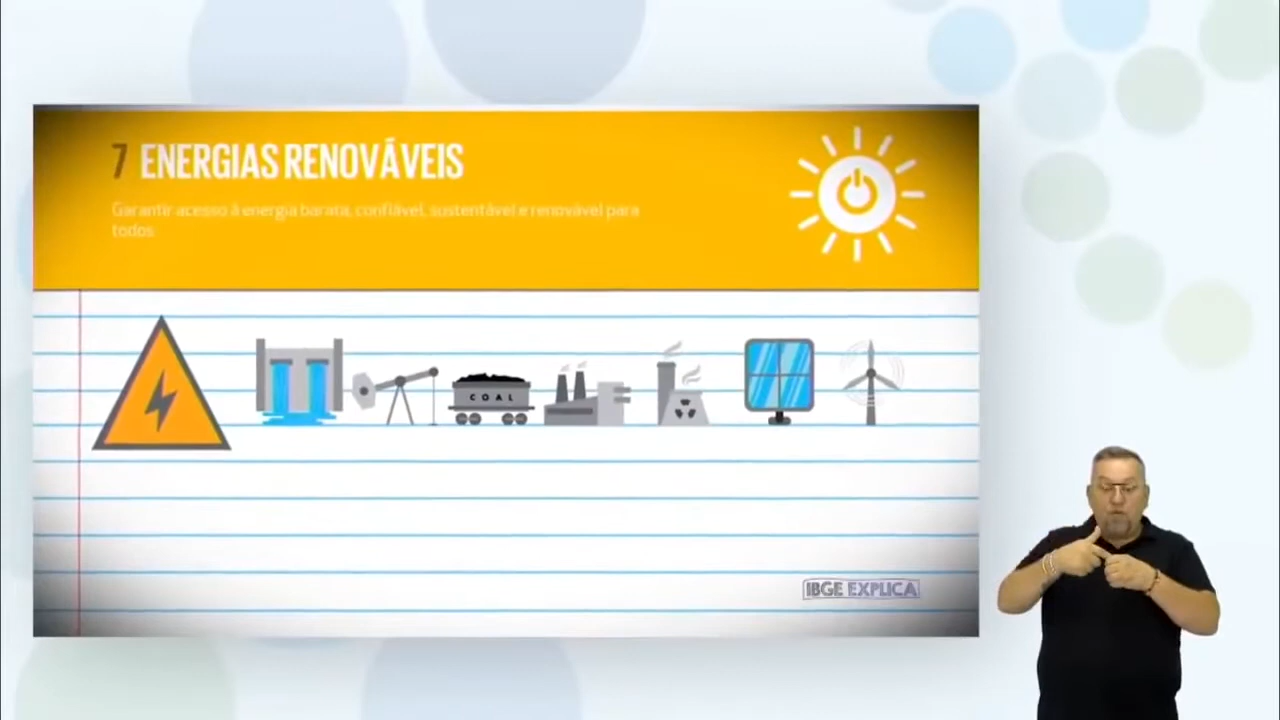 7 ENERGIAS RENOVÁVEIS
Garantir acesso à energia barata, confiável, sustentável e renovável para
todos
COAL
IBGE EXPLICA